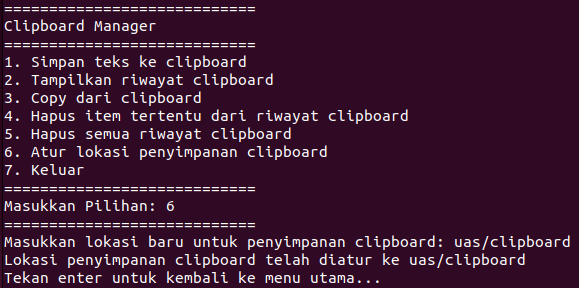 ============================
Clipboard Manager
============================
1. Simpan teks ke clipboard
2. Tampilkan riwayat clipboard
3. Copy dari clipboard
4. Hapus item tertentu dari riwayat clipboard
5. Hapus semua riwayat clipboard
6. Atur lokasi penyimpanan clipboard
7. Keluar
============================
Masukkan Pilihan: 6
============================
Masukkan lokasi baru untuk penyimpanan clipboard: uas/clipboard
Lokasi penyimpanan clipboard telah diatur ke uas/clipboard
Tekan enter untuk kembali ke menu utama...